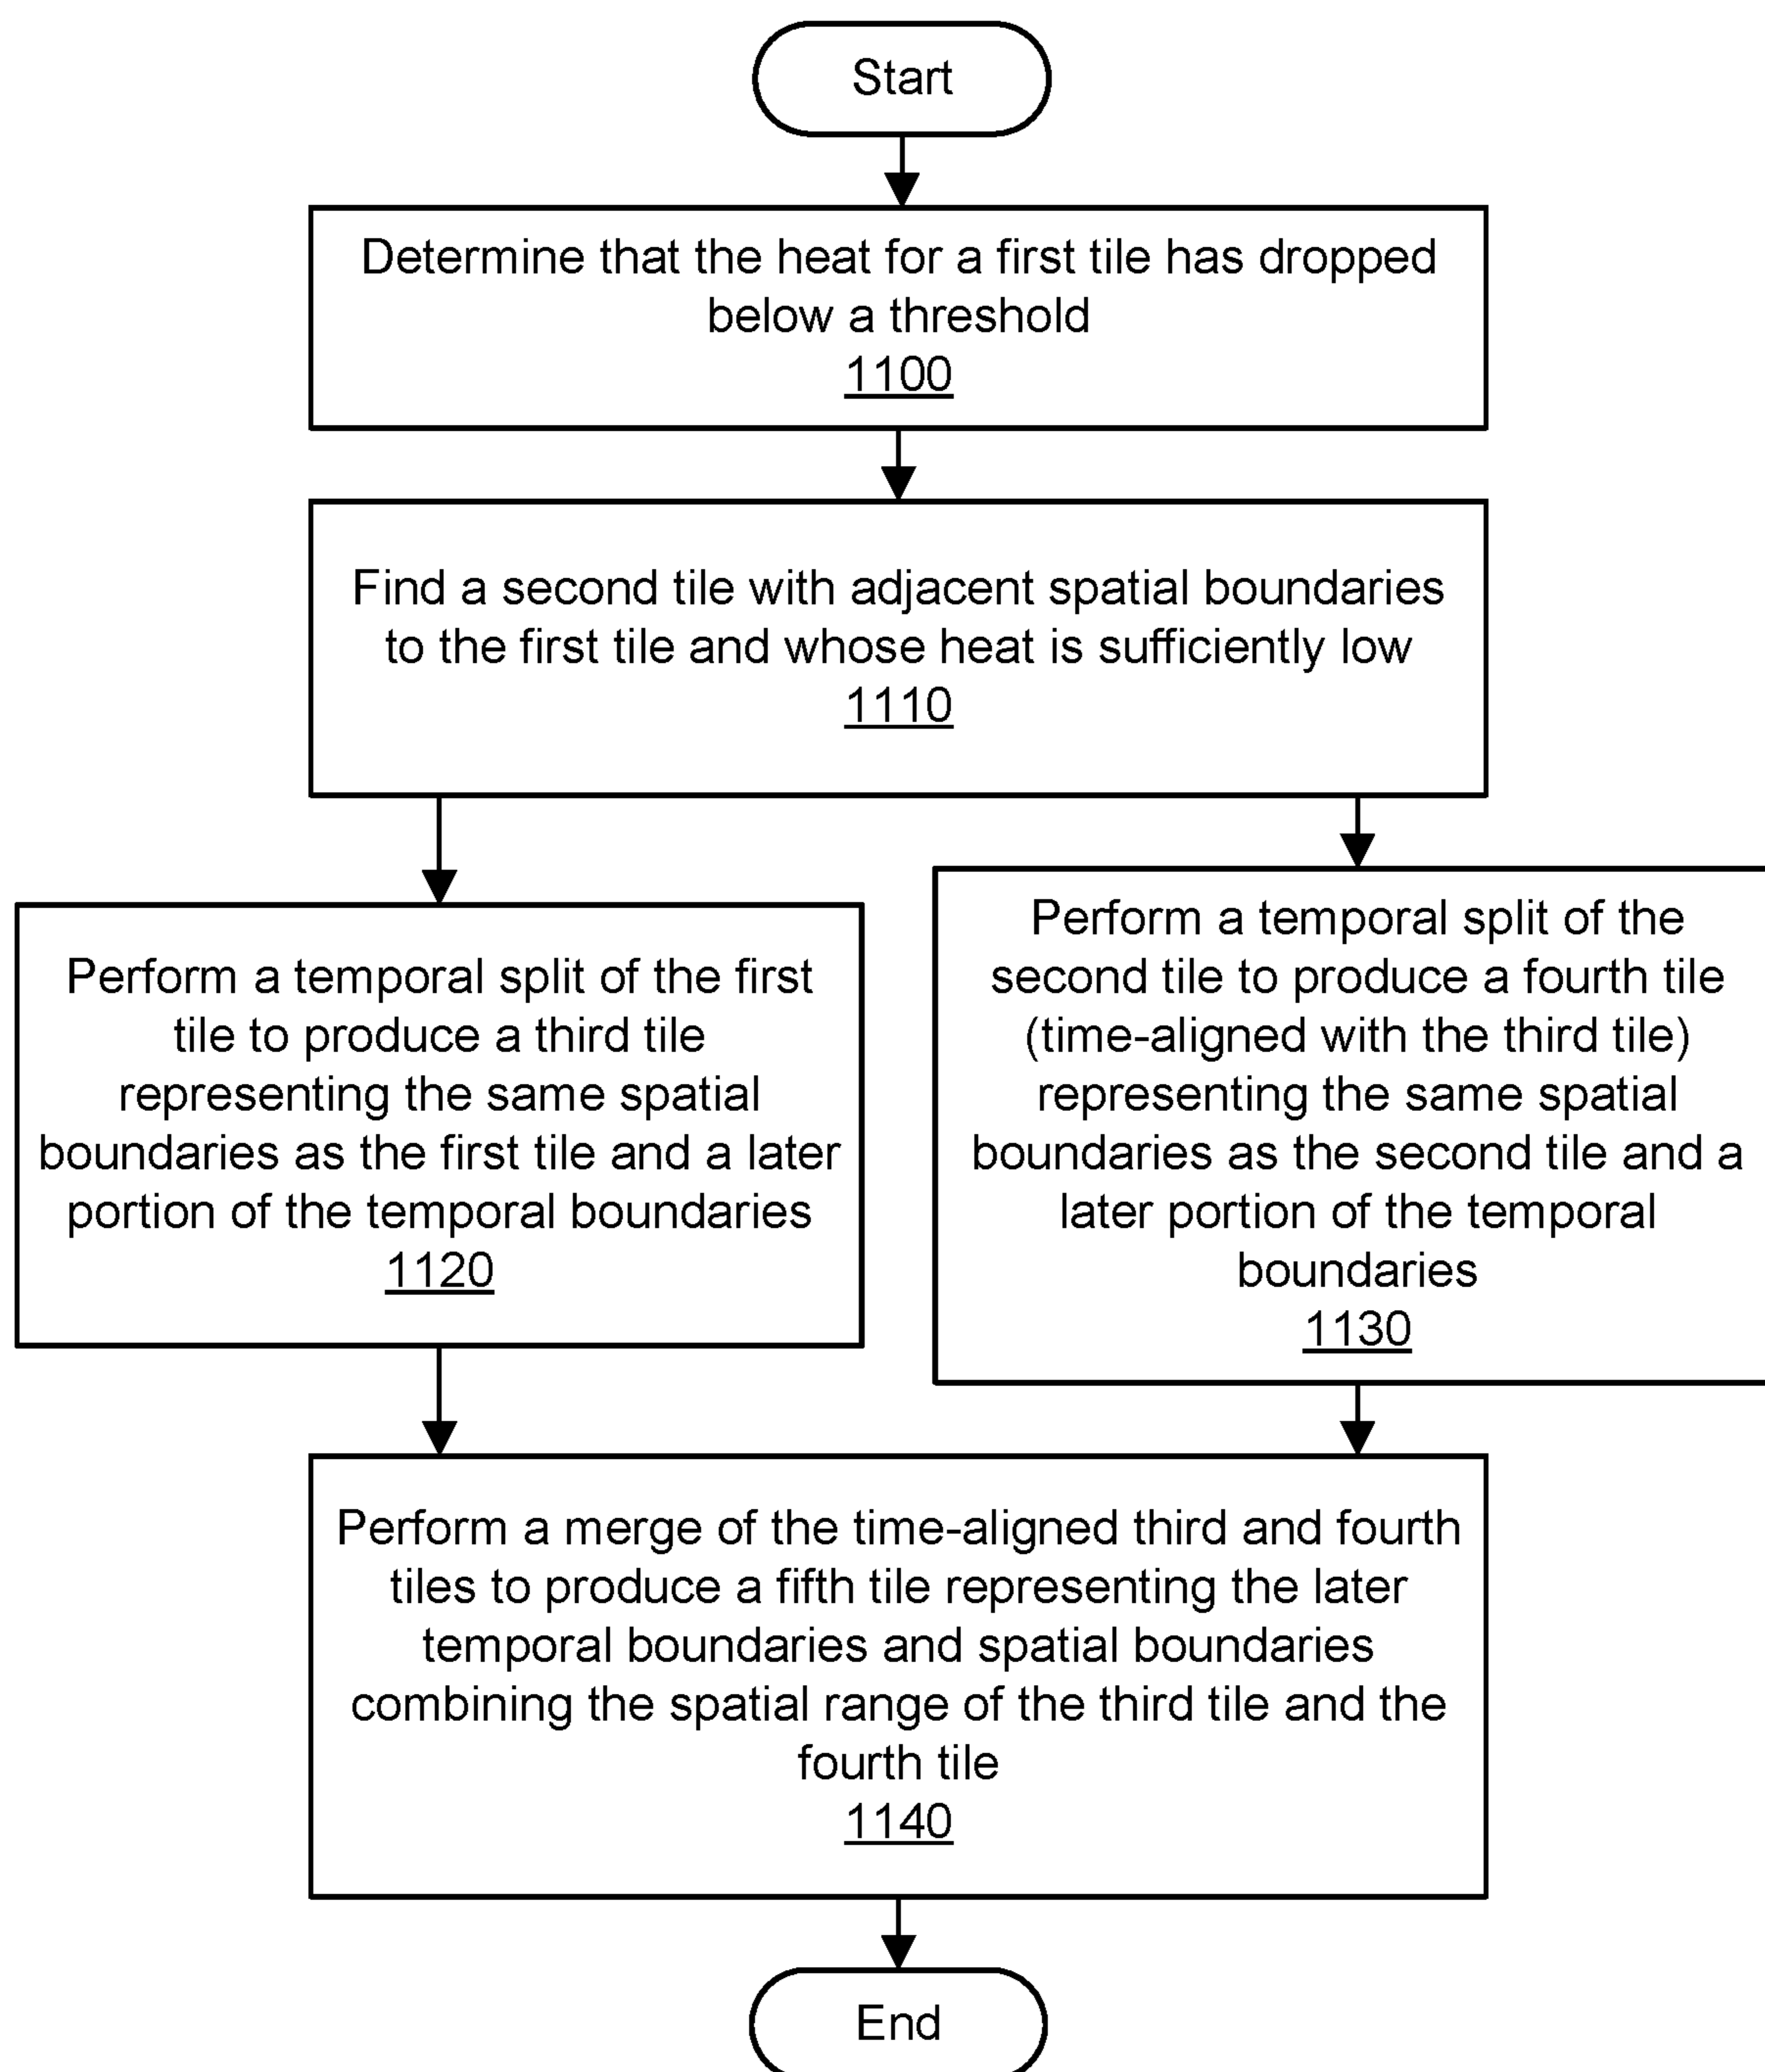 Start
Determine that the heat for a first tile has dropped
below a threshold
1100
Find a second tile with adjacent spatial boundaries
to the first tile and whose heat is sufficiently low
1110
Perform a temporal split of the first
tile to produce a third tile
representing the same spatial
boundaries as the first tile and a later
portion of the temporal boundaries
1120
Perform a temporal split of the
second tile to produce a fourth tile
(time-aligned with the third tile)
representing the same spatial
boundaries as the second tile and a
later portion of the temporal
boundaries
1130
Perform a merge of the time-aligned third and fourth
tiles to produce a fifth tile representing the later
temporal boundaries and spatial boundaries
combining the spatial range of the third tile and the
fourth tile
1140
End